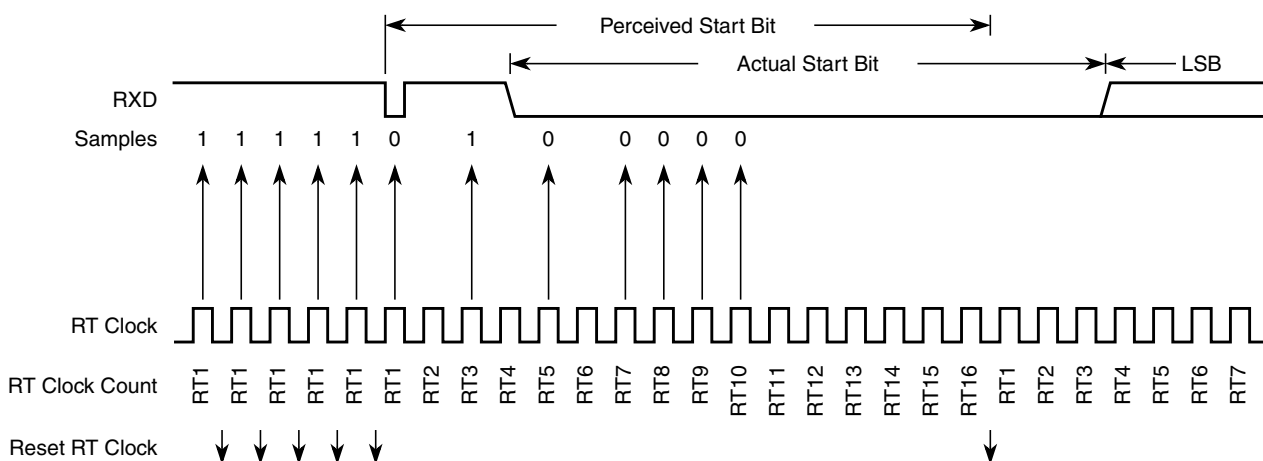 Perceived Start Bit
Actual Start Bit LSB
RXD
Samples 1 1 1 1 1 0 1 0 0 0 0 0
RT Clock
RT Clock Count RT1 RT1 RT1 RT1 RT1 RT1 RT2 RT3 RT4 RT5 RT6 RT7 RT8 RT9 RT10 RT11 RT12 RT13 RT14 RT15 RT16 RT1 RT2 RT3 RT4 RT5 RT6 RT7
Reset RT Clock